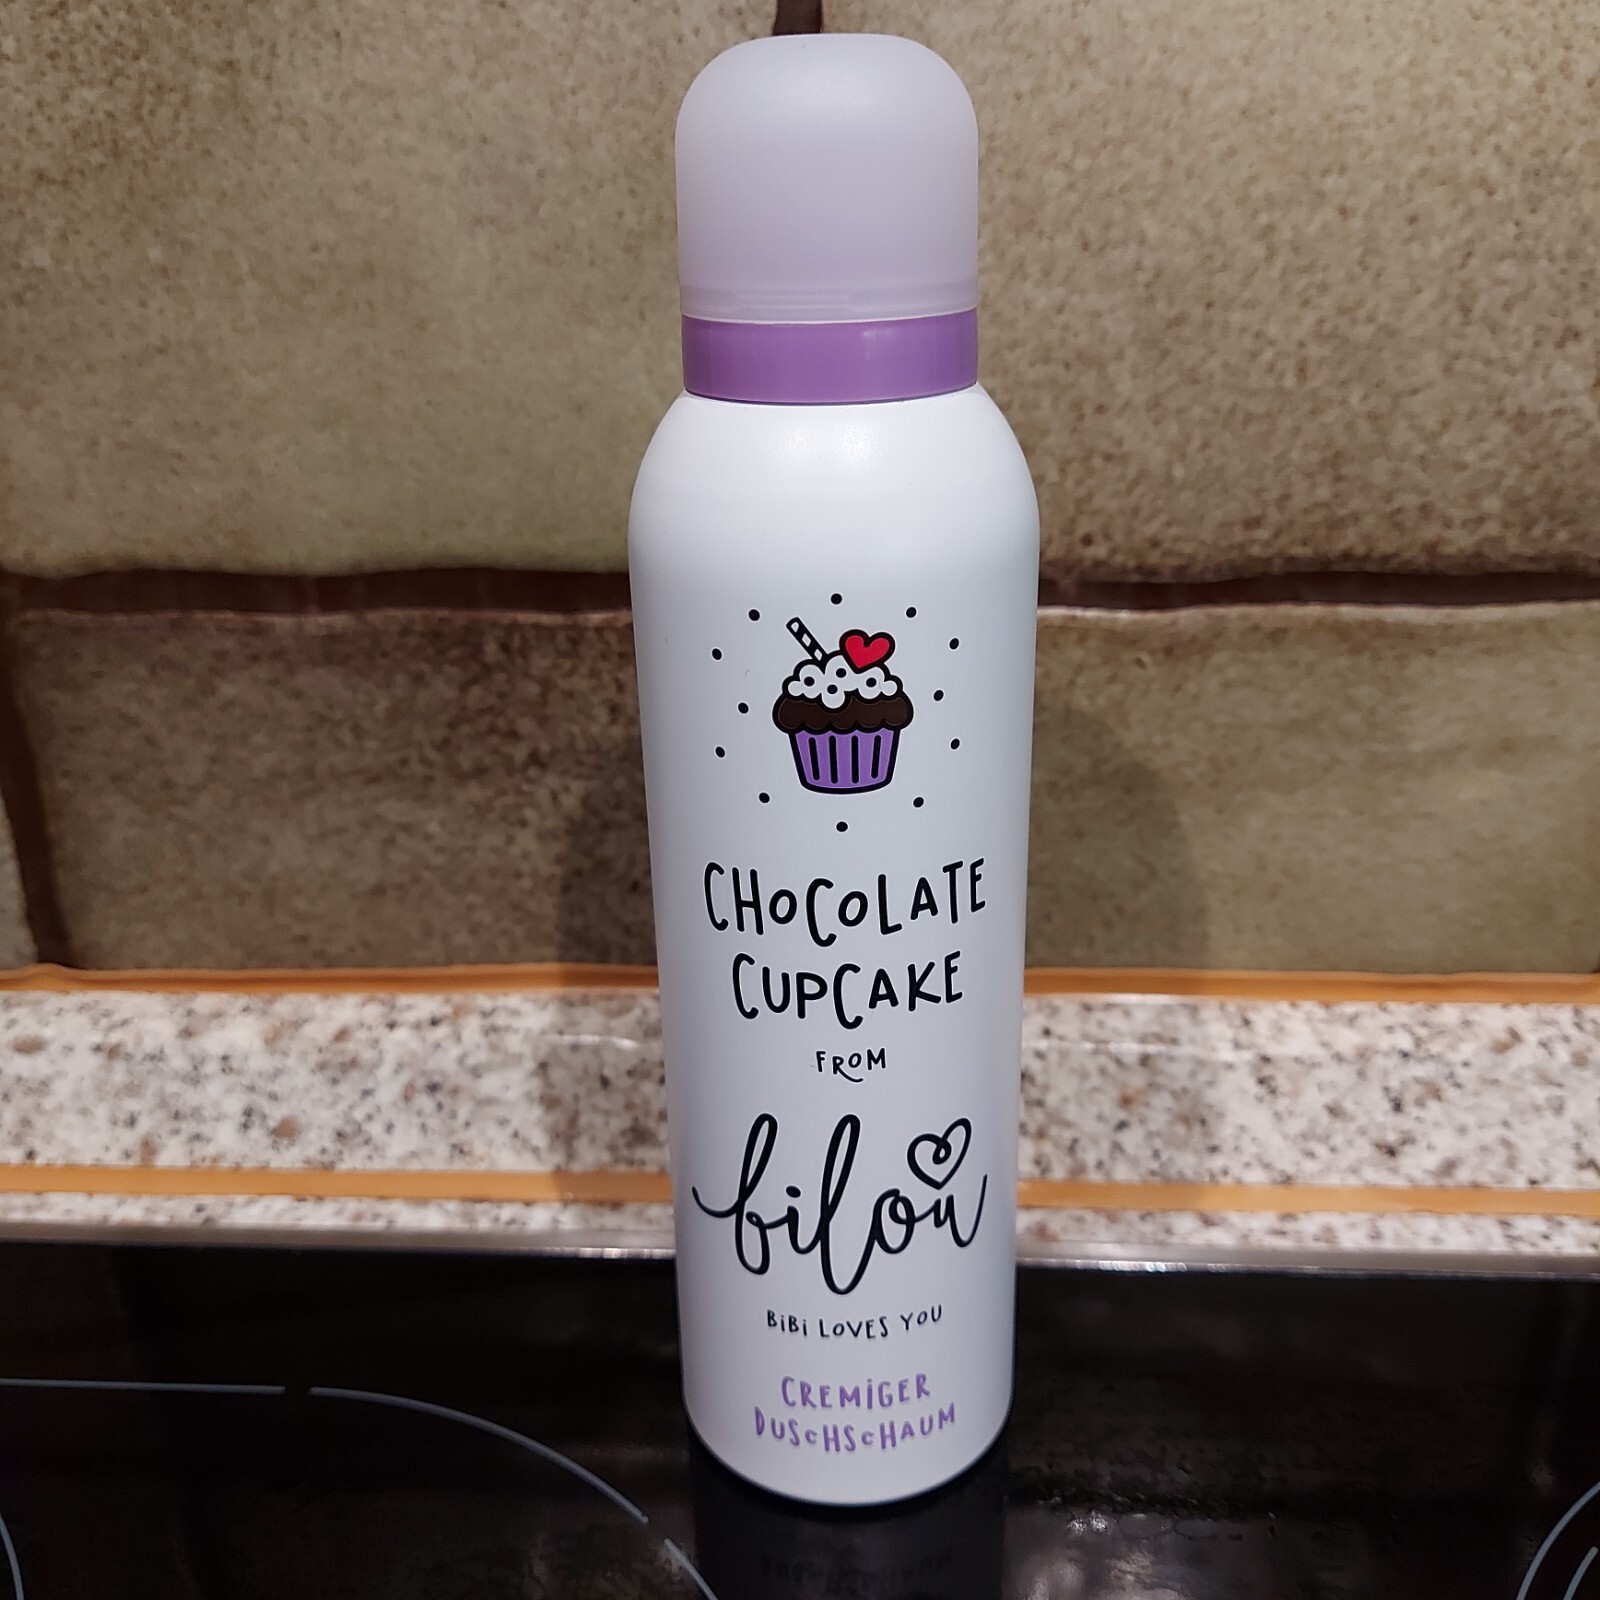 CHOCOLATE
CUPCAKE
FROM
bilou
BiBi LOVES YOU
CREMiGER
DUScHScHAUM